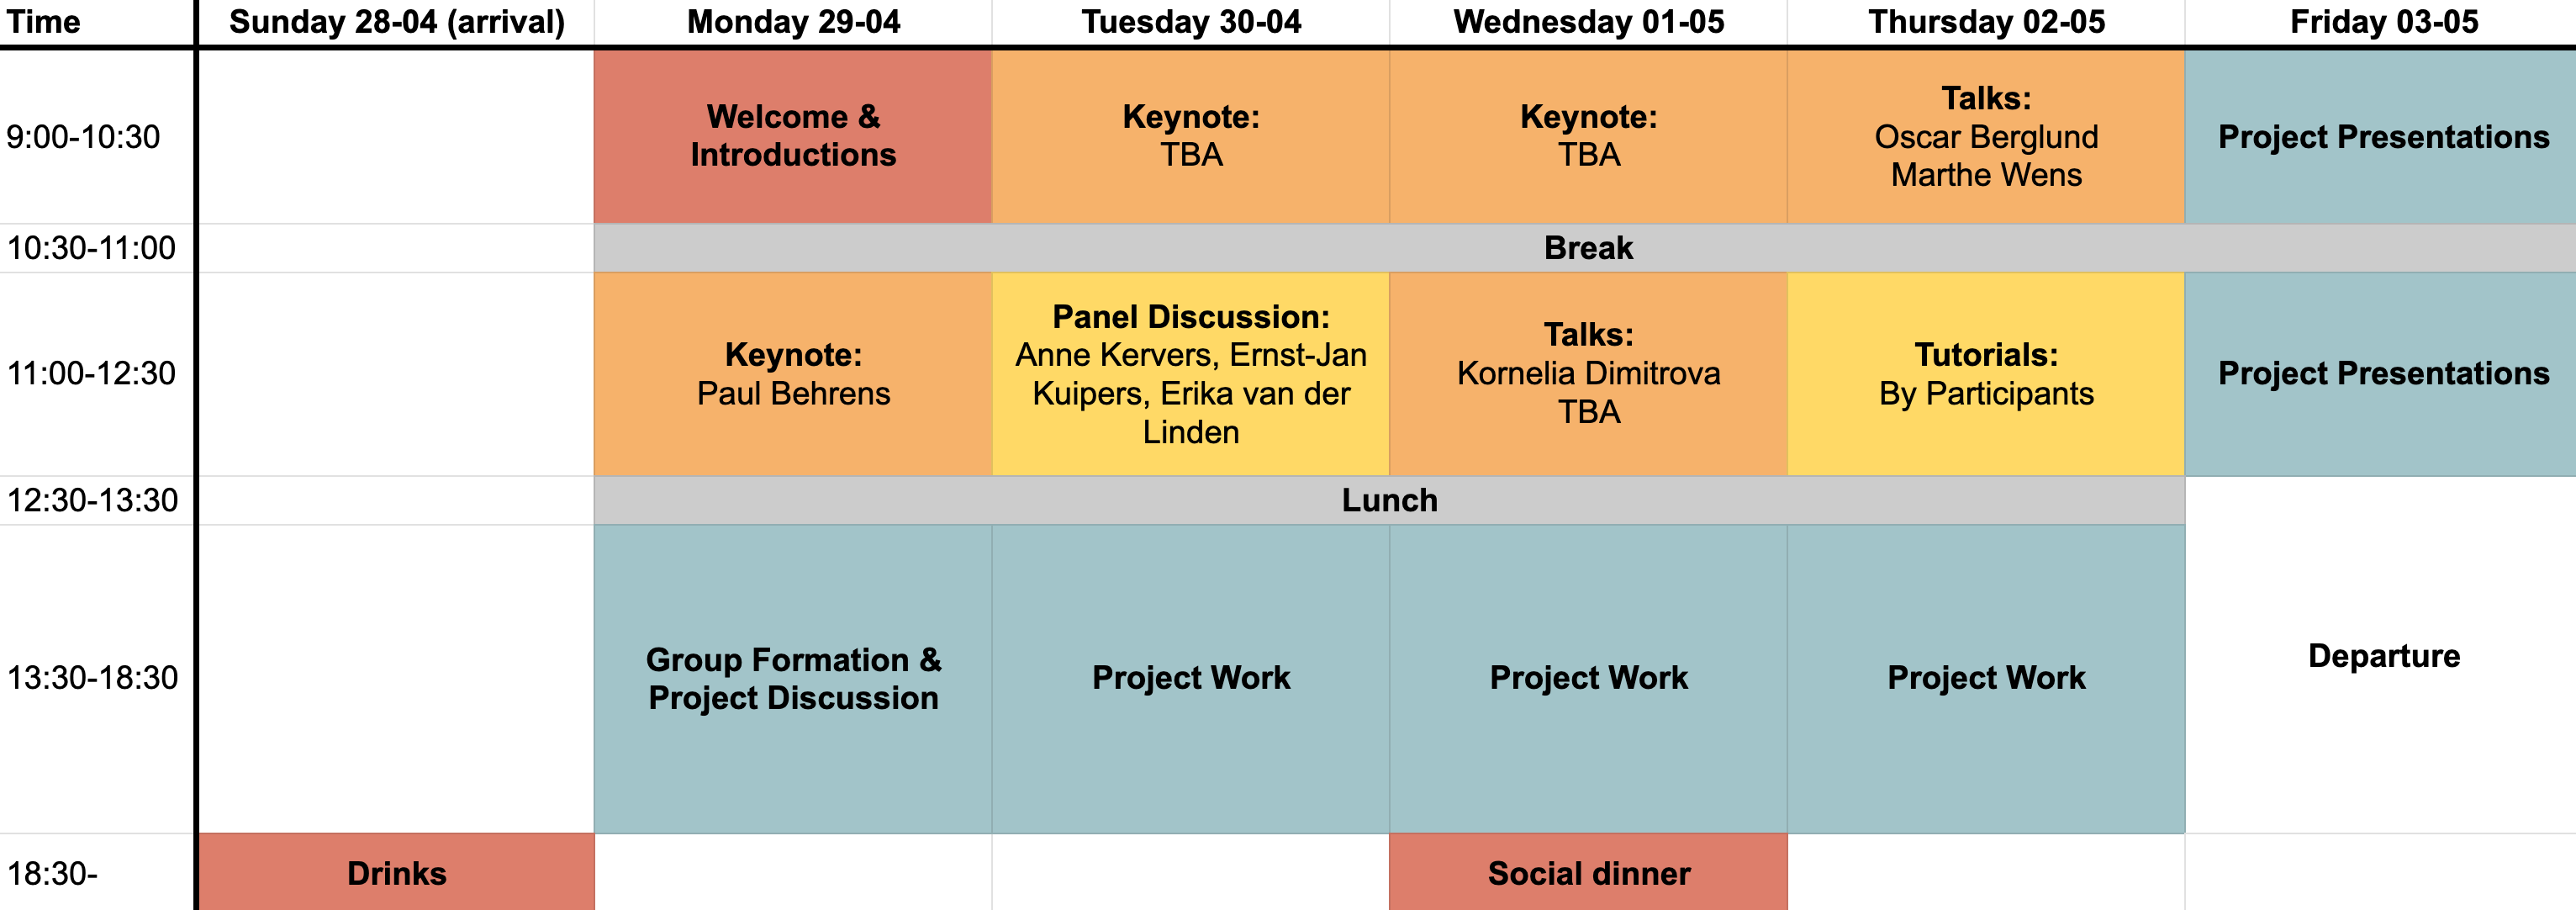 Time
Sunday 28-04 (arrival)
Monday 29-04
Tuesday 30-04
Wednesday 01-05
Thursday 02-05
Friday 03-05
9:00-10:30
Welcome &
Introductions
Keynote:
TBA
Keynote:
TBA
Talks:
Oscar Berglund
Marthe Wens
Project Presentations
10:30-11:00
Break
11:00-12:30
Keynote:
Paul Behrens
Panel Discussion:
Anne Kervers, Ernst-Jan
Kuipers, Erika van der
Linden
Talks:
Kornelia Dimitrova
TBA
Tutorials:
By Participants
Project Presentations
12:30-13:30
Lunch
13:30-18:30
Group Formation &
Project Discussion
Project Work
Project Work
Project Work
Departure
18:30-
Drinks
Social dinner